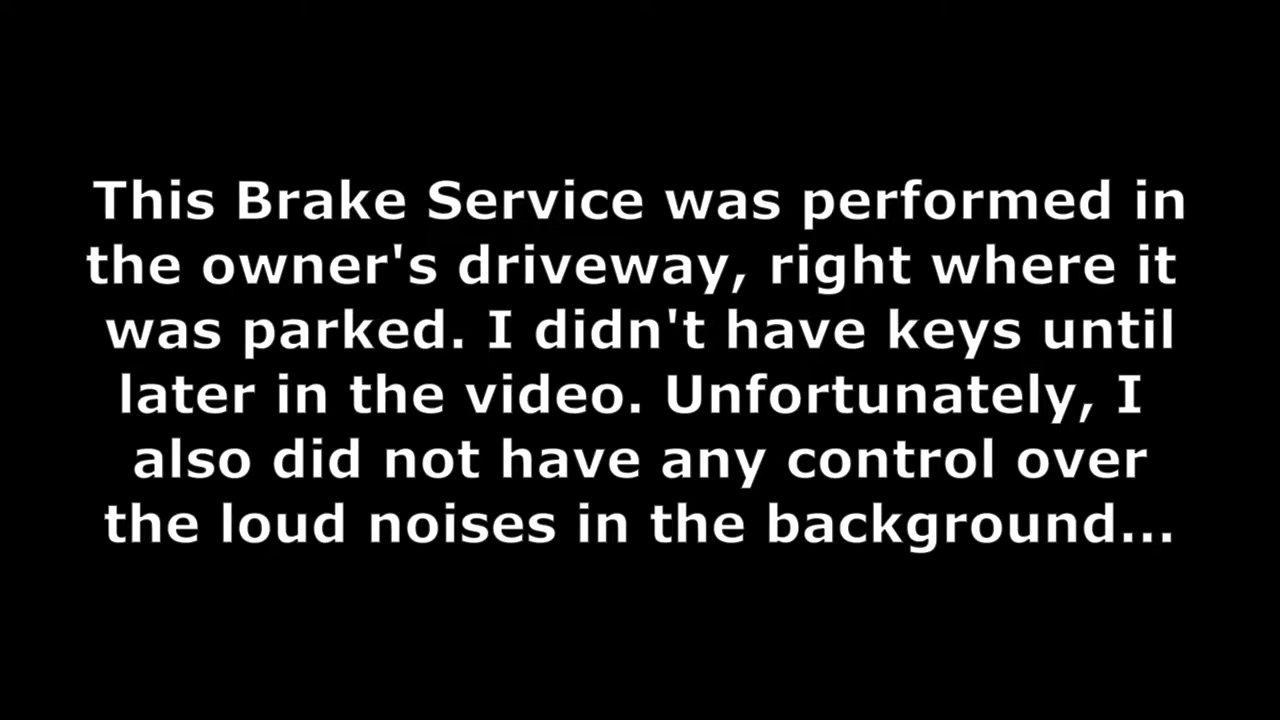 This Brake Service was performed in
the owner's driveway, right where it
was parked. I didn't have keys until
later in the video. Unfortunately, I
also did not have any control over
the loud noises in the background...